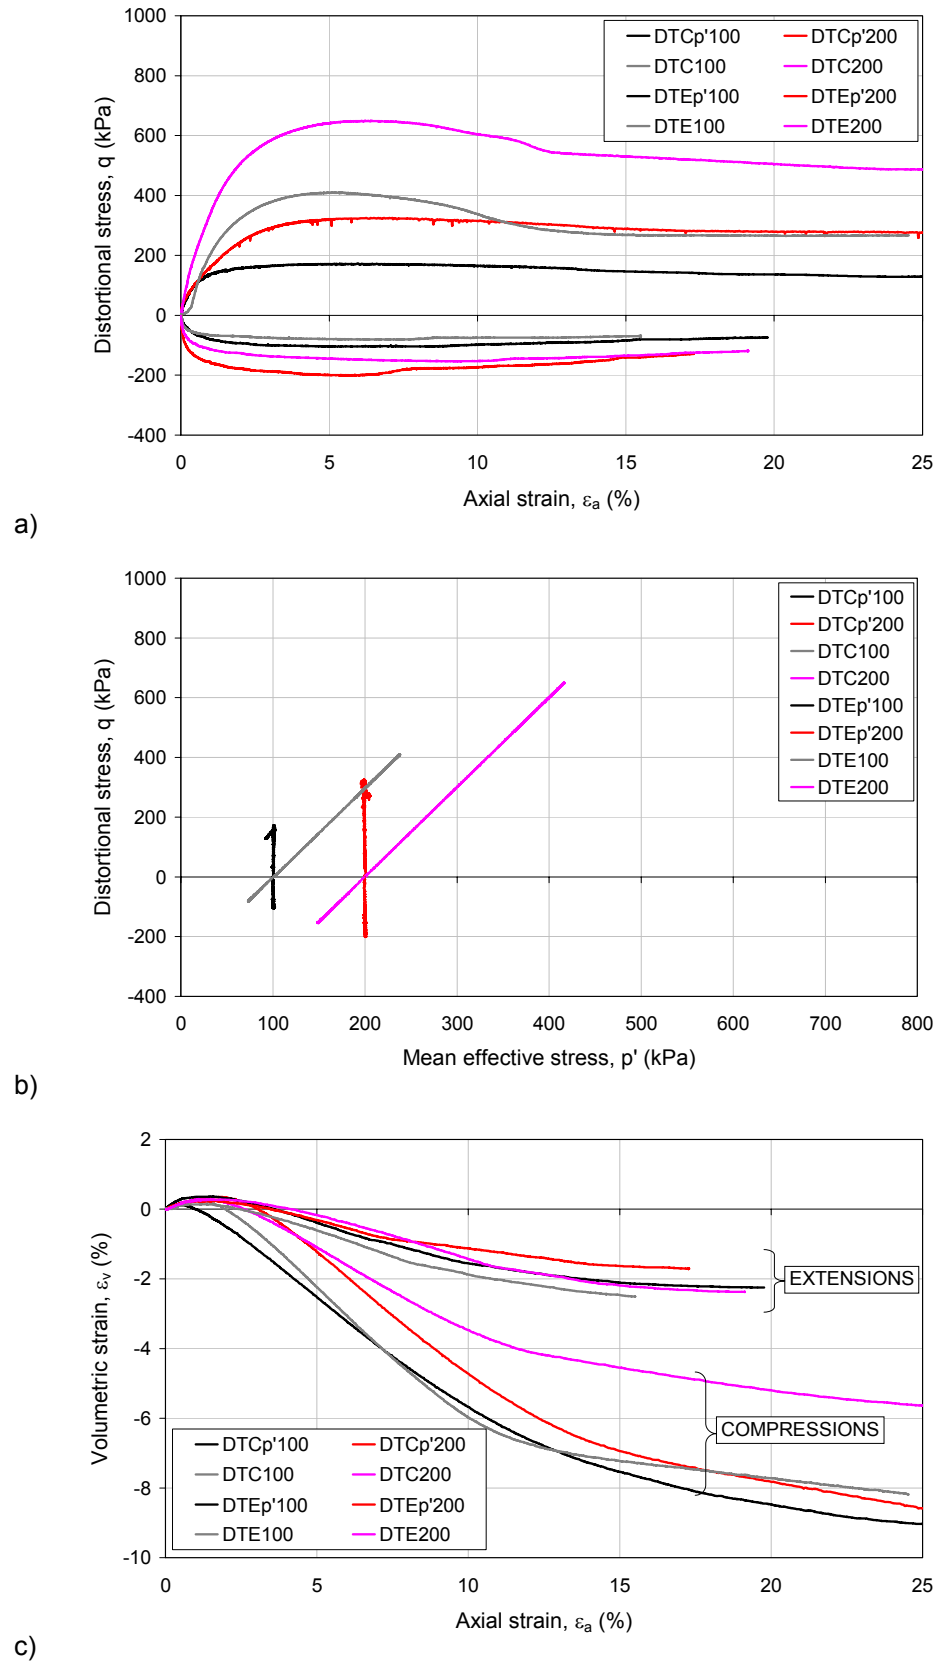 1000
800
600
400
200
0
-200
-400
Distortional stress, q (kPa)
DTCp'100 DTCp'200
DTC100 DTC200
DTEp'100 DTEp'200
DTE100 DTE200
0 5 10 15 20 25
Axial strain, εa (%)
a)
1000
800
600
400
200
0
-200
-400
Distortional stress, q (kPa)
DTCp'100
DTCp'200
DTC100
DTC200
DTEp'100
DTEp'200
DTE100
DTE200
0 100 200 300 400 500 600 700 800
Mean effective stress, p' (kPa)
b)
2
0
-2
-4
-6
-8
-10
Volumetric strain, εv (%)
EXTENSIONS
COMPRESSIONS
DTCp'100 DTCp'200
DTC100 DTC200
DTEp'100 DTEp'200
DTE100 DTE200
0 5 10 15 20 25
Axial strain, εa (%)
c)